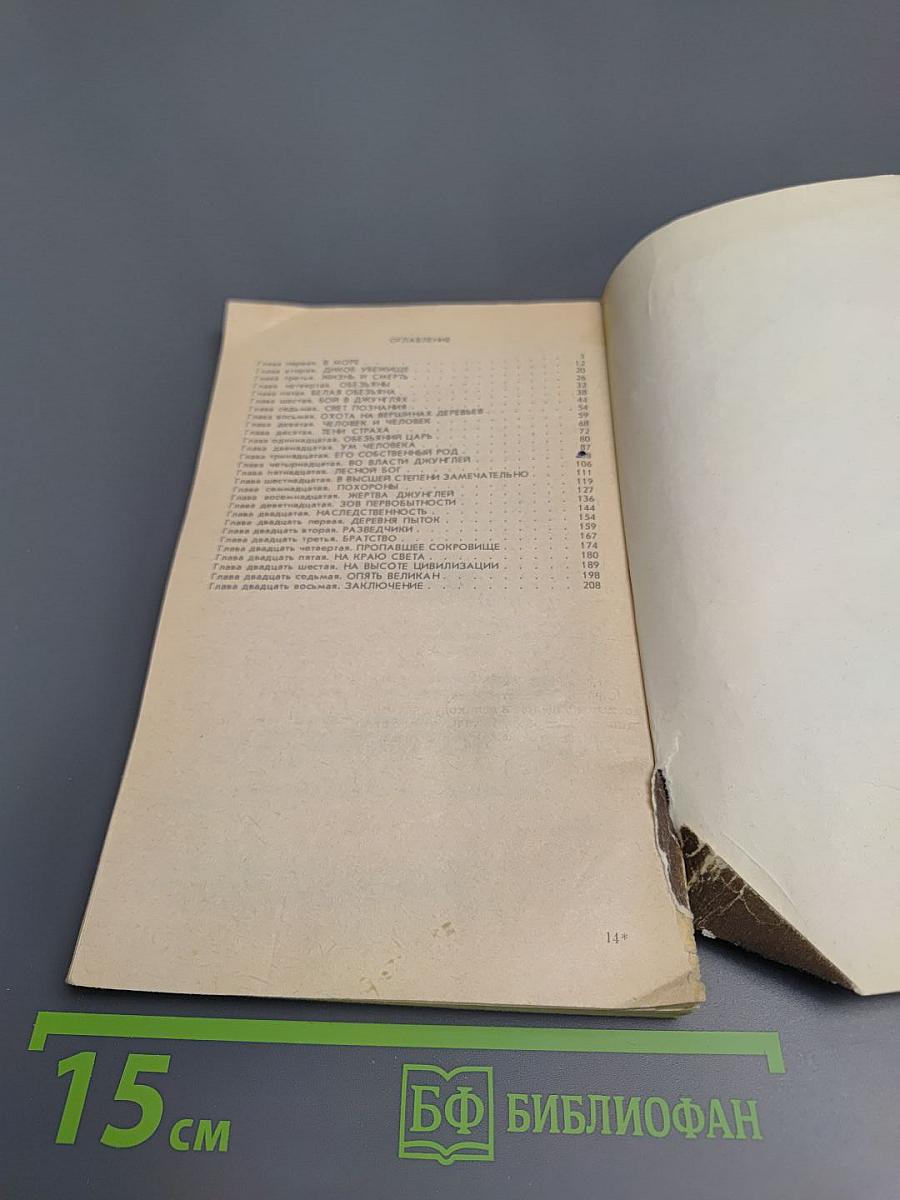 ОГЛАВЛЕНИЕ
Глава первая. В МОРЕ . . . . . . . . . . 3
Глава вторая. ДИКОЕ УБЕЖИЩЕ . . . . . . . . . . 12
Глава третья. ЖИЗНЬ И СМЕРТЬ . . . . . . . . . . 20
Глава четвертая. ОБЕЗЬЯНЫ . . . . . . . . . . 26
Глава пятая. БЕЛАЯ ОБЕЗЬЯНА . . . . . . . . . . 32
Глава шестая. БОИ В ДЖУНГЛЯХ . . . . . . . . . . 38
Глава седьмая. СВЕТ ПОЗНАНИЯ . . . . . . . . . . 44
Глава восьмая. ОХОТА НА ВЕРШИНАХ ДЕРЕВЬЕВ . . . . . . . . . . 54
Глава девятая. ЧЕЛОВЕК И ЧЕЛОВЕК . . . . . . . . . . 59
Глава десятая. ТЕНИ СТРАХА . . . . . . . . . . 68
Глава одиннадцатая. ОБЕЗЬЯНИЙ ЦАРЬ . . . . . . . . . . 72
Глава двенадцатая. УМ ЧЕЛОВЕКА . . . . . . . . . . 80
Глава тринадцатая. ЕГО СОБСТВЕННЫЙ РОД . . . . . . . . . . 87
Глава четырнадцатая. ВО ВЛАСТИ ДЖУНГЛЕЙ . . . . . . . . . .
Глава пятнадцатая. ЛЕСНОЙ БОГ . . . . . . . . . . 106
Глава шестнадцатая. В ВЫСШЕЙ СТЕПЕНИ ЗАМЕЧАТЕЛЬНО . . . . . . . . 111
Глава семнадцатая. ПОХОРОНЫ . . . . . . . . . . 119
Глава восемнадцатая. ЖЕРТВА ДЖУНГЛЕЙ . . . . . . . . . . 127
Глава девятнадцатая. ЗОВ ПЕРВОБЫТНОСТИ . . . . . . . . . . 136
Глава двадцатая. НАСЛЕДСТВЕННОСТЬ . . . . . . . . . . 144
Глава двадцать первая. ДЕРЕВНЯ ПЫТОК . . . . . . . . . . 154
Глава двадцать вторая. РАЗВЕДЧИКИ . . . . . . . . . . 159
Глава двадцать третья. БРАТСТВО . . . . . . . . . . 167
Глава двадцать четвертая. ПРОПАВШЕЕ СОКРОВИЩЕ . . . . . . . 174
Глава двадцать пятая. НА КРАЮ СВЕТА . . . . . . . . . . 180
Глава двадцать шестая. НА ВЫСОТЕ ЦИВИЛИЗАЦИИ . . . . . . . 189
Глава двадцать седьмая. ОПЯТЬ ВЕЛИКАН . . . . . . . . . . 198
Глава двадцать восьмая. ЗАКЛЮЧЕНИЕ . . . . . . . . . . 208
14*
15 см
БФ БИБЛИОФАН